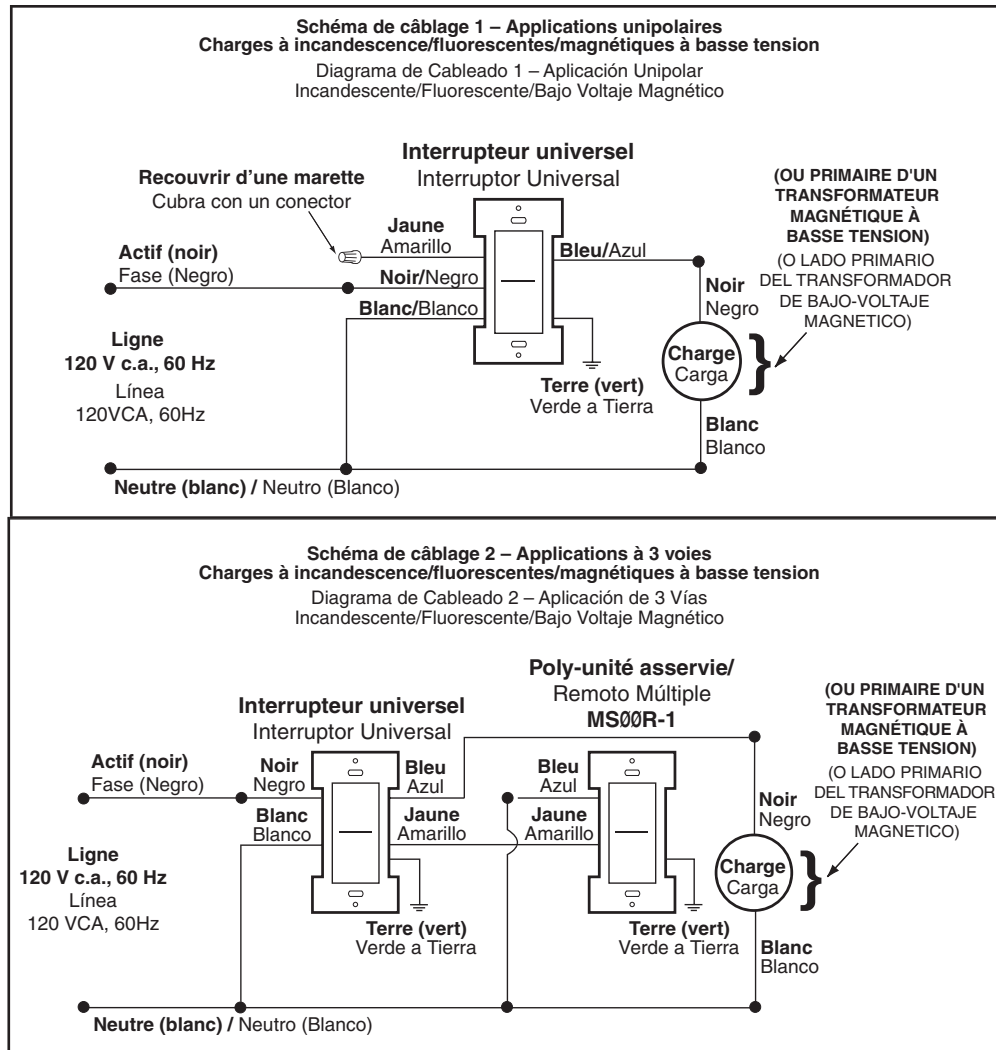 Schéma de câblage 1 – Applications unipolaires
Charges à incandescence/fluorescentes/magnétiques à basse tension
Diagrama de Cableado 1 – Aplicación Unipolar
Incandescente/Fluorescente/Bajo Voltaje Magnético
Interrupteur universel
Interruptor Universal
Recouvrir d'une marette
Cubra con un conector
Jaune
Amarillo
Actif (noir)
Fase (Negro)
Noir/Negro
Blanc/Blanco
Bleu/Azul
Ligne
120 V c.a., 60 Hz
Línea
120VCA, 60Hz
Terre (vert)
Verde a Tierra
Noir
Negro
Charge
Carga
}
Blanc
Blanco
(OU PRIMAIRE D'UN
TRANSFORMATEUR
MAGNÉTIQUE À
BASSE TENSION)
(O LADO PRIMARIO
DEL TRANSFORMADOR
DE BAJO-VOLTAJE
MAGNETICO)
Neutre (blanc) / Neutro (Blanco)
Schéma de câblage 2 – Applications à 3 voies
Charges à incandescence/fluorescentes/magnétiques à basse tension
Diagrama de Cableado 2 – Aplicación de 3 Vías
Incandescente/Fluorescente/Bajo Voltaje Magnético
Interrupteur universel
Interruptor Universal
Poly-unité asservie/
Remoto Múltiple
MSØØR-1
Actif (noir)
Fase (Negro)
Noir
Negro
Blanc
Blanco
Bleu
Azul
Jaune
Amarillo
Bleu
Azul
Jaune
Amarillo
Ligne
120 V c.a., 60 Hz
Línea
120 VCA, 60Hz
Terre (vert)
Verde a Tierra
Terre (vert)
Verde a Tierra
Noir
Negro
Charge
Carga
}
Blanc
Blanco
(OU PRIMAIRE D'UN
TRANSFORMATEUR
MAGNÉTIQUE À
BASSE TENSION)
(O LADO PRIMARIO
DEL TRANSFORMADOR
DE BAJO-VOLTAJE
MAGNETICO)
Neutre (blanc) / Neutro (Blanco)